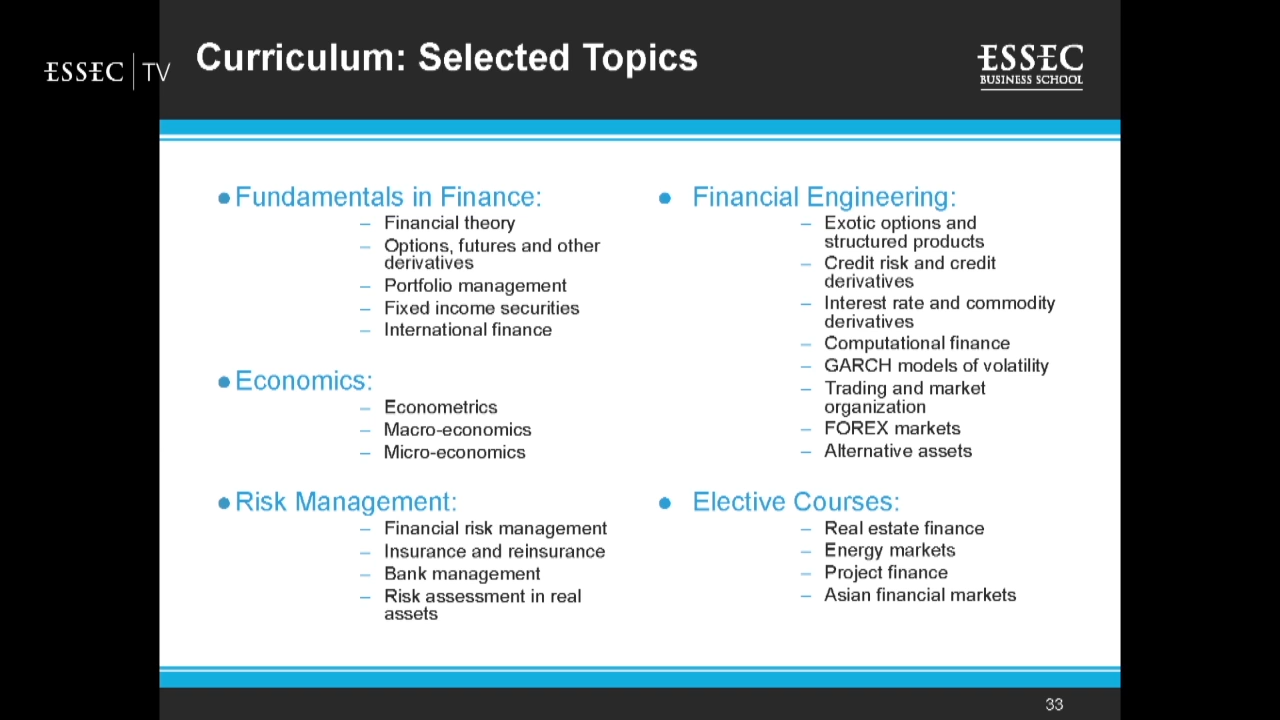 ESSEC | TV
Curriculum: Selected Topics
ESSEC
BUSINESS SCHOOL
● Fundamentals in Finance:
– Financial theory
– Options, futures and other
derivatives
– Portfolio management
– Fixed income securities
– International finance
● Economics:
– Econometrics
– Macro-economics
– Micro-economics
● Risk Management:
– Financial risk management
– Insurance and reinsurance
– Bank management
– Risk assessment in real
assets
● Financial Engineering:
– Exotic options and
structured products
– Credit risk and credit
derivatives
– Interest rate and commodity
derivatives
– Computational finance
– GARCH models of volatility
– Trading and market
organization
– FOREX markets
– Alternative assets
● Elective Courses:
– Real estate finance
– Energy markets
– Project finance
– Asian financial markets
33